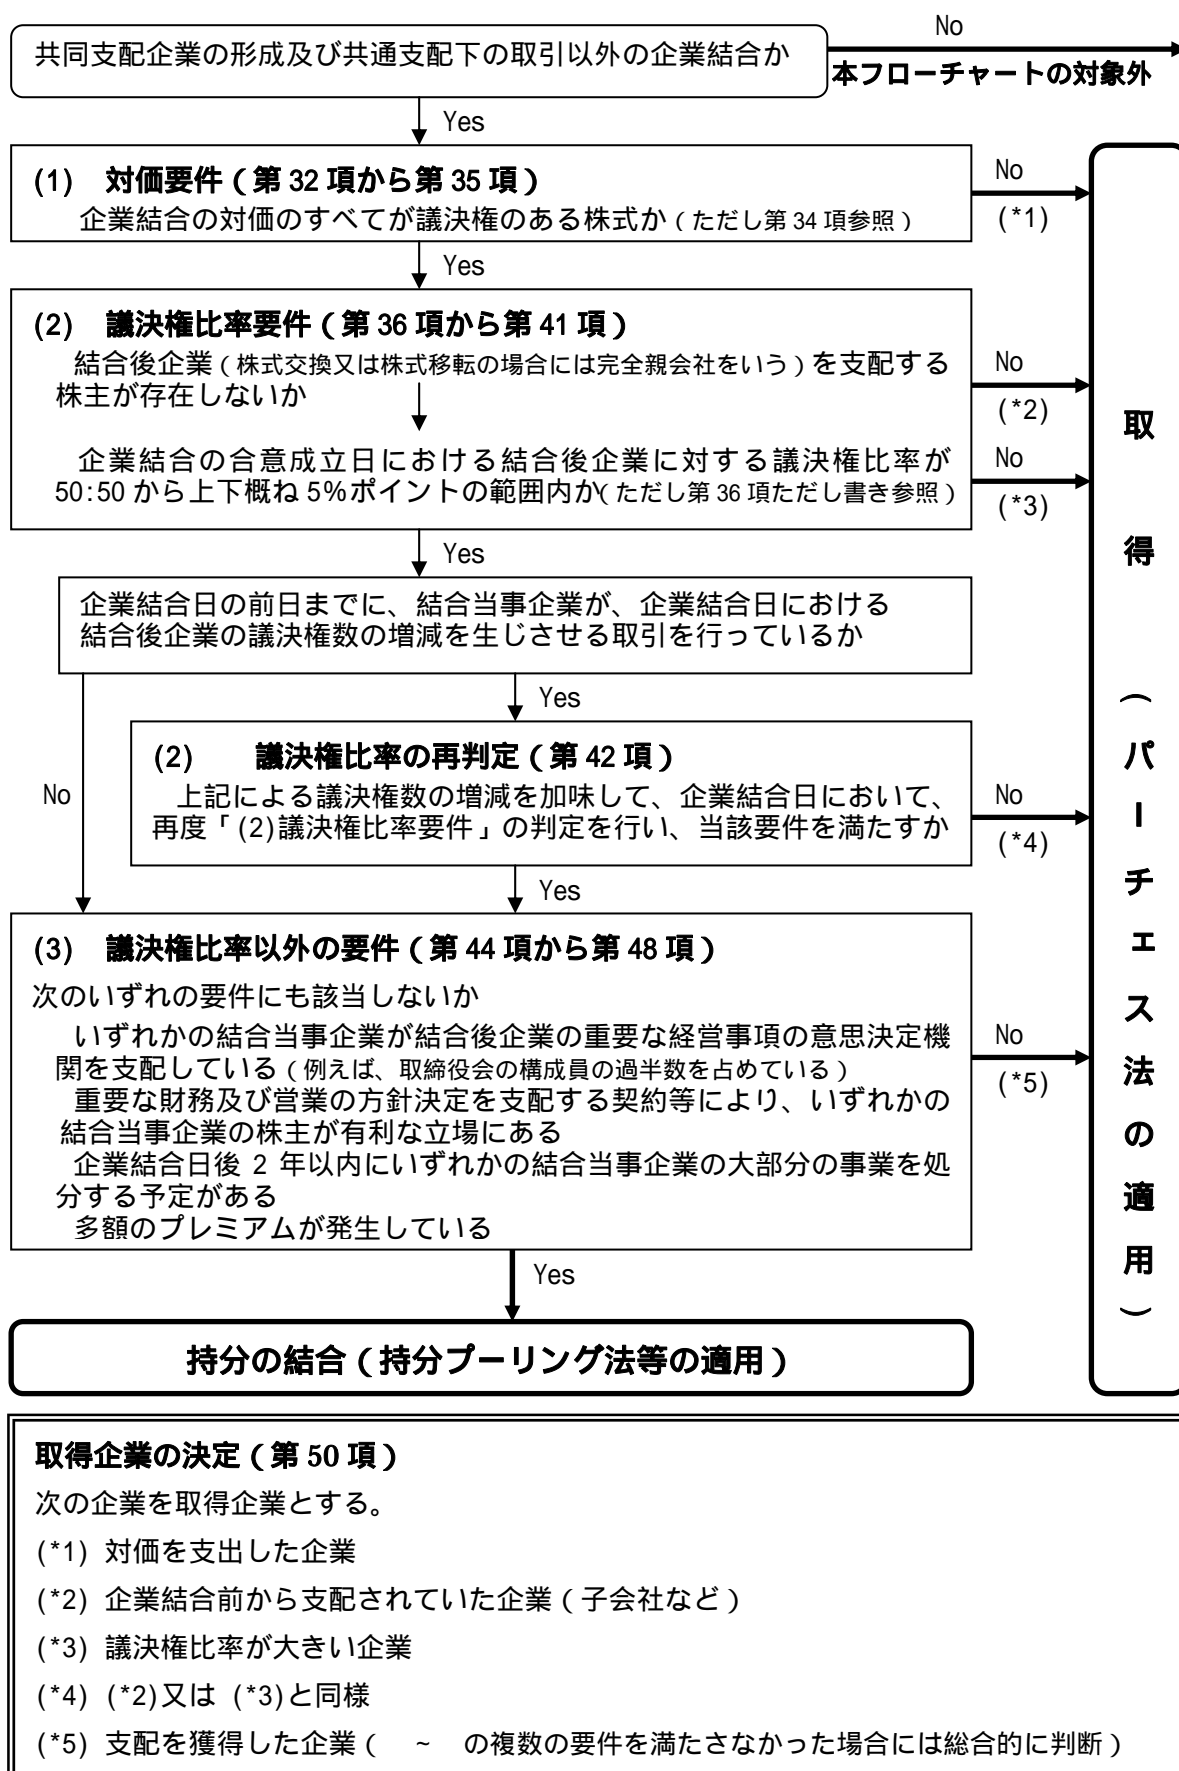 No
共同支配企業の形成及び共通支配下の取引以外の企業結合か
本フローチャートの対象外
Yes
(1) 対価要件（第 32 項から第 35 項）
企業結合の対価のすべてが議決権のある株式か（ただし第 34 項参照）
No
(*1)
Yes
(2) 議決権比率要件（第 36 項から第 41 項）
結合後企業（株式交換又は株式移転の場合には完全親会社をいう）を支配する
株主が存在しないか
No
(*2)
企業結合の合意成立日における結合後企業に対する議決権比率が
50:50 から上下概ね 5%ポイントの範囲内か（ただし第 36 項ただし書き参照）
No
(*3)
Yes
企業結合日の前日までに、結合当事企業が、企業結合日における
結合後企業の議決権数の増減を生じさせる取引を行っているか
Yes
No
(2) 議決権比率の再判定（第 42 項）
上記による議決権数の増減を加味して、企業結合日において、
再度「(2)議決権比率要件」の判定を行い、当該要件を満たすか
No
(*4)
Yes
(3) 議決権比率以外の要件（第 44 項から第 48 項）
次のいずれの要件にも該当しないか
いずれかの結合当事企業が結合後企業の重要な経営事項の意思決定機
関を支配している（例えば、取締役会の構成員の過半数を占めている）
重要な財務及び営業の方針決定を支配する契約等により、いずれかの
結合当事企業の株主が有利な立場にある
企業結合日後 2 年以内にいずれかの結合当事企業の大部分の事業を処
分する予定がある
多額のプレミアムが発生している
No
(*5)
Yes
持分の結合（持分プーリング法等の適用）
取得（パーチェス法の適用）
取得企業の決定（第 50 項）
次の企業を取得企業とする。
(*1) 対価を支出した企業
(*2) 企業結合前から支配されていた企業（子会社など）
(*3) 議決権比率が大きい企業
(*4) (*2)又は (*3)と同様
(*5) 支配を獲得した企業（ ~ の複数の要件を満たさなかった場合には総合的に判断）